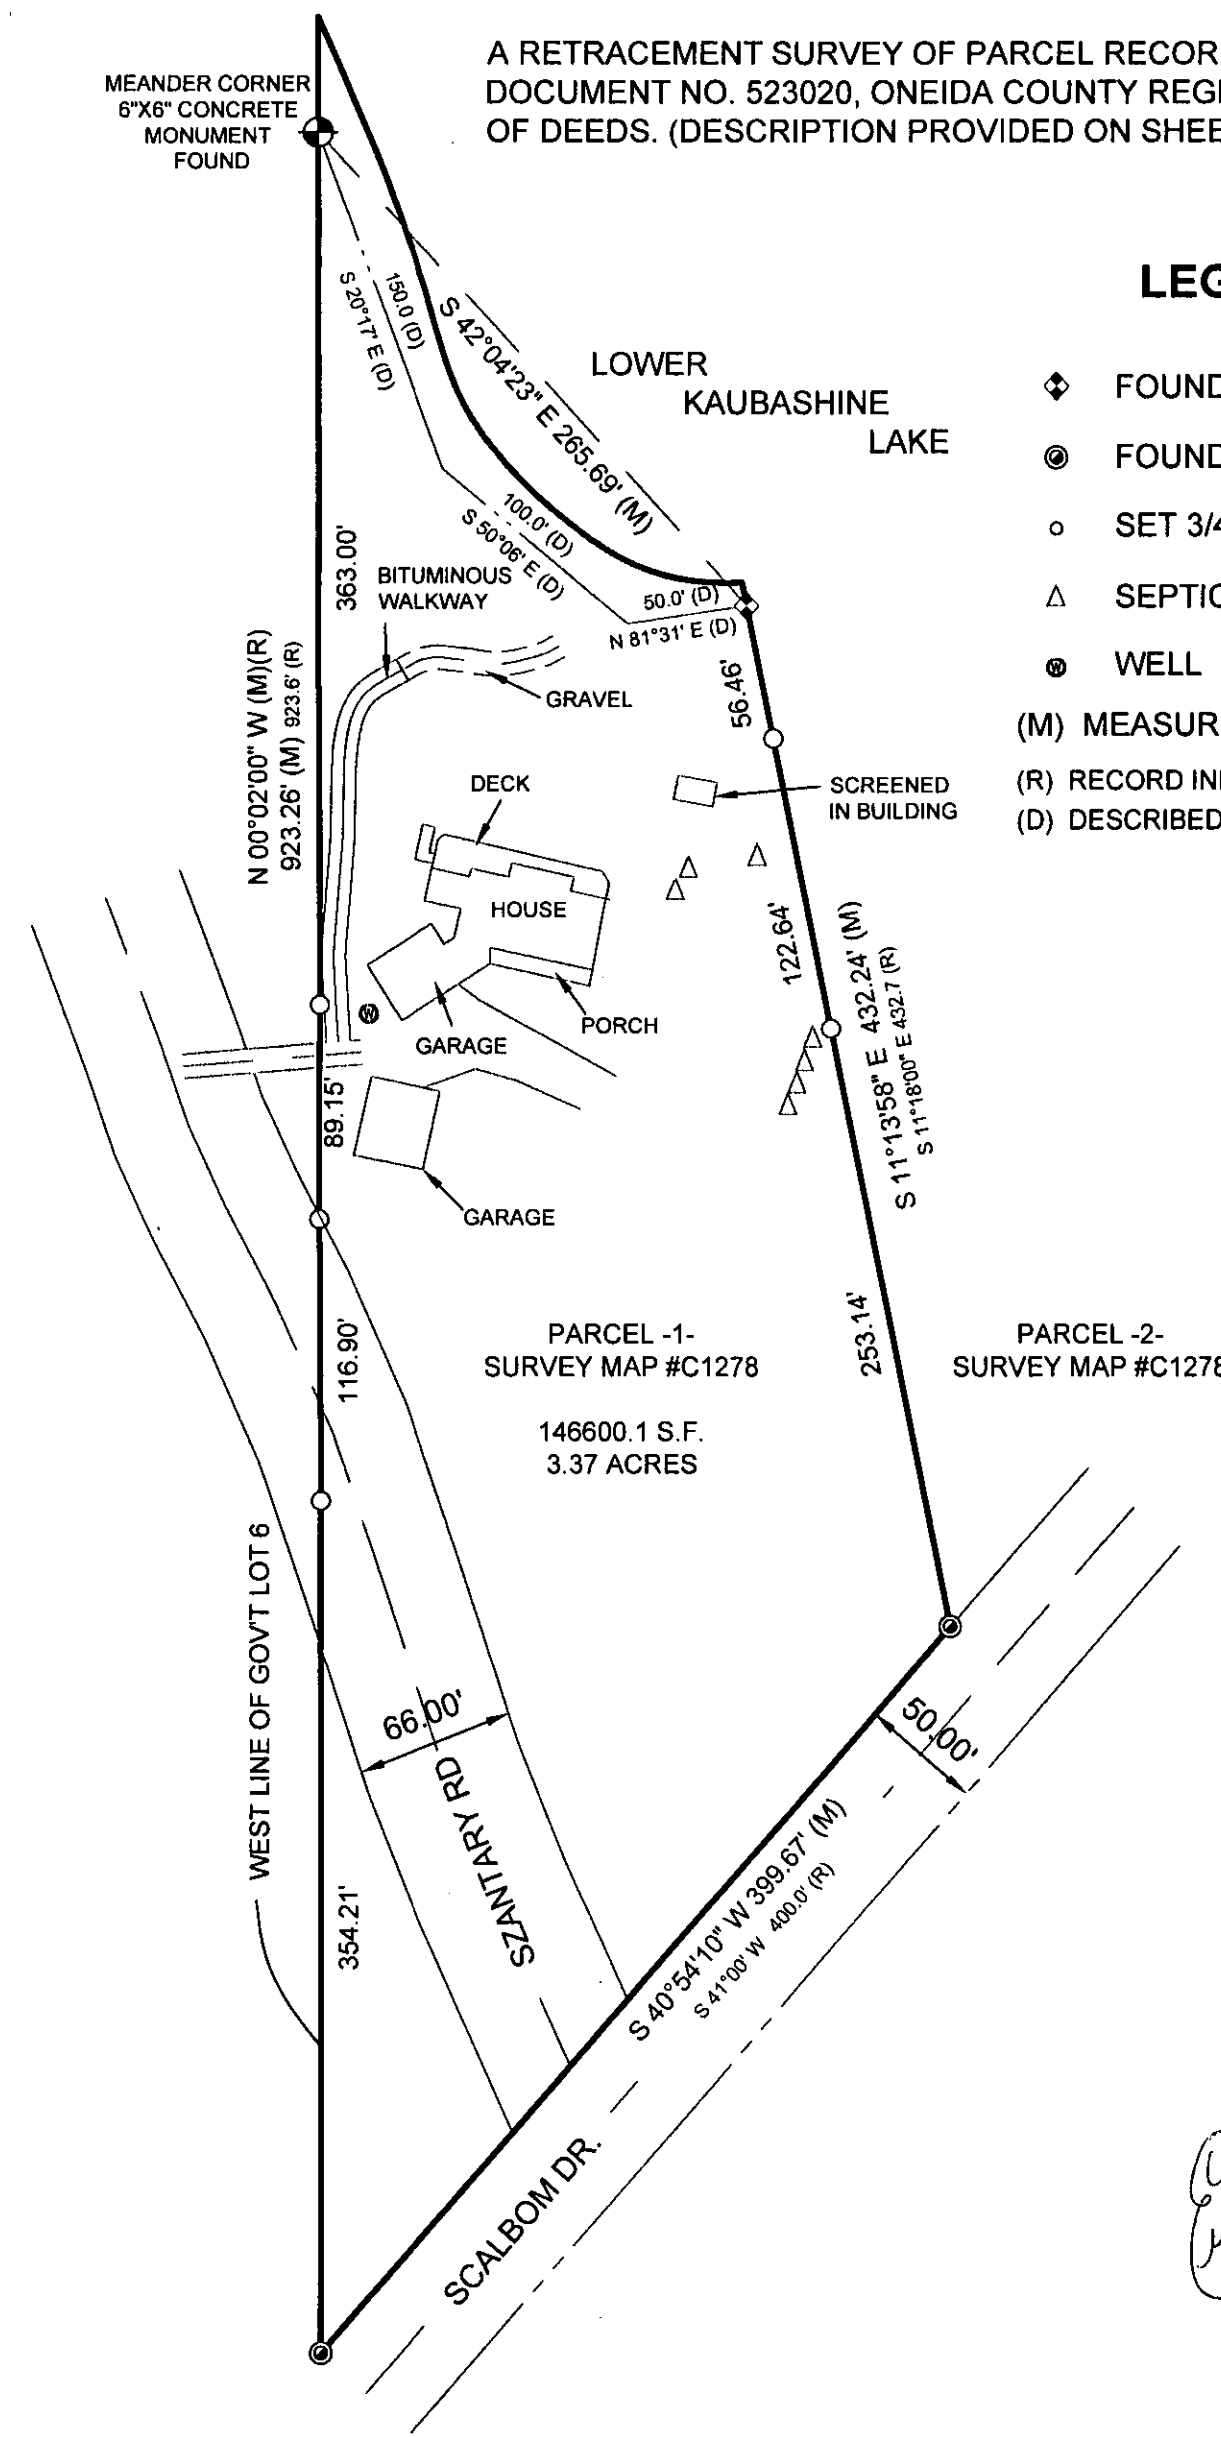 A RETRACEMENT SURVEY OF PARCEL RECOR
DOCUMENT NO. 523020, ONEIDA COUNTY REGI
OF DEEDS. (DESCRIPTION PROVIDED ON SHEE
MEANDER CORNER
6"X6" CONCRETE
MONUMENT
FOUND
LEG
FOUND
FOUND
SET 3/4
SEPTIC
W WELL
(M) MEASUR
(R) RECORD IN
(D) DESCRIBED
LOWER
KAUBASHINE
LAKE
150.0 (D)
S 20°17' E (D)
S 42°04'23" E 265.69' (M)
100.0' (D)
S 50°06' E (D)
50.0' (D)
N 81°31' E (D)
363.00'
BITUMINOUS
WALKWAY
GRAVEL
N 00°02'00" W (M)(R)
923.26' (M) 923.6' (R)
56.46'
DECK
SCREENED
IN BUILDING
HOUSE
122.64'
S 11°13'58" E 432.24' (M)
S 11°18'00" E 432.7 (R)
W
PORCH
GARAGE
89.15'
GARAGE
253.14'
116.90'
PARCEL -1-
SURVEY MAP #C1278
146600.1 S.F.
3.37 ACRES
PARCEL -2-
SURVEY MAP #C1278
WEST LINE OF GOV'T LOT 6
66.00'
50.00'
SZANTARY RD
354.21'
S 40°54'10" W 399.67' (M)
S 41°00' W 400.0' (R)
SCALBOM DR.